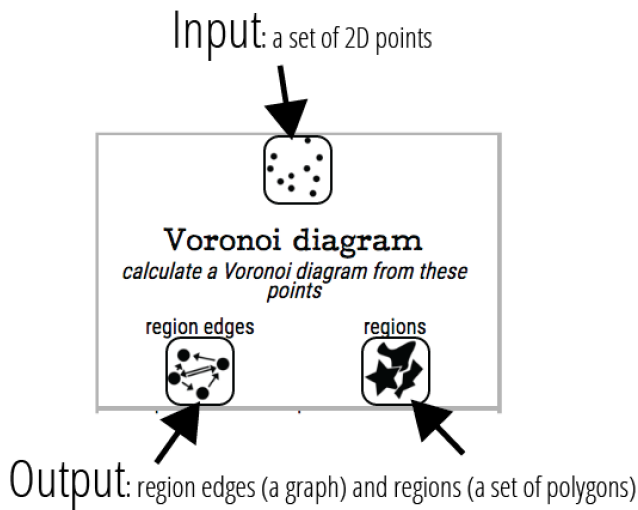 Input: a set of 2D points
Voronoi diagram
calculate a Voronoi diagram from these
points
region edges
regions
Output: region edges (a graph) and regions (a set of polygons)